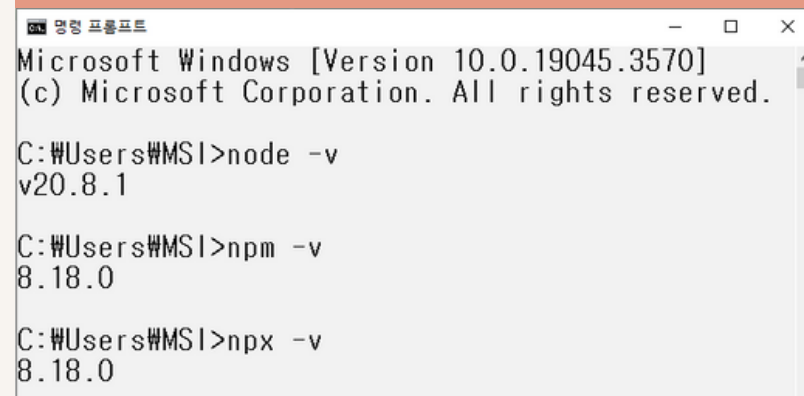 명령 프롬프트
Microsoft Windows [Version 10.0.19045.3570]
(c) Microsoft Corporation. All rights reserved.
C:₩Users₩MSI>node -v
v20.8.1
C:₩Users₩MSI>npm -v
8.18.0
C:₩Users₩MSI>npx -v
8.18.0